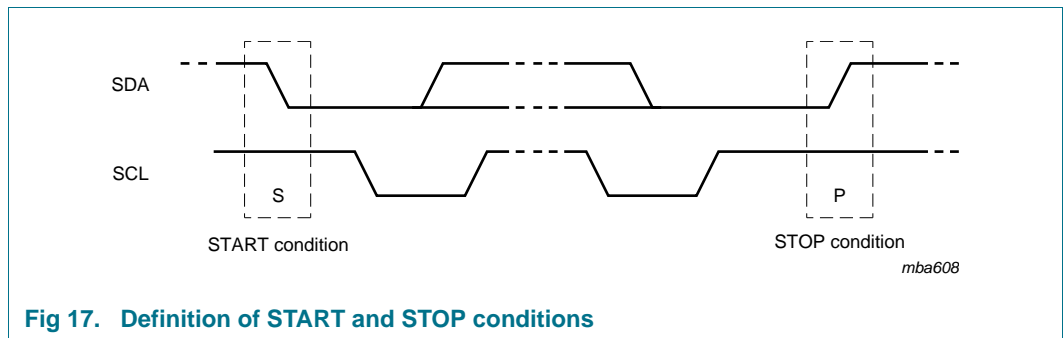 SDA
SCL
S
P
START condition
STOP condition
mba608
Fig 17. Definition of START and STOP conditions